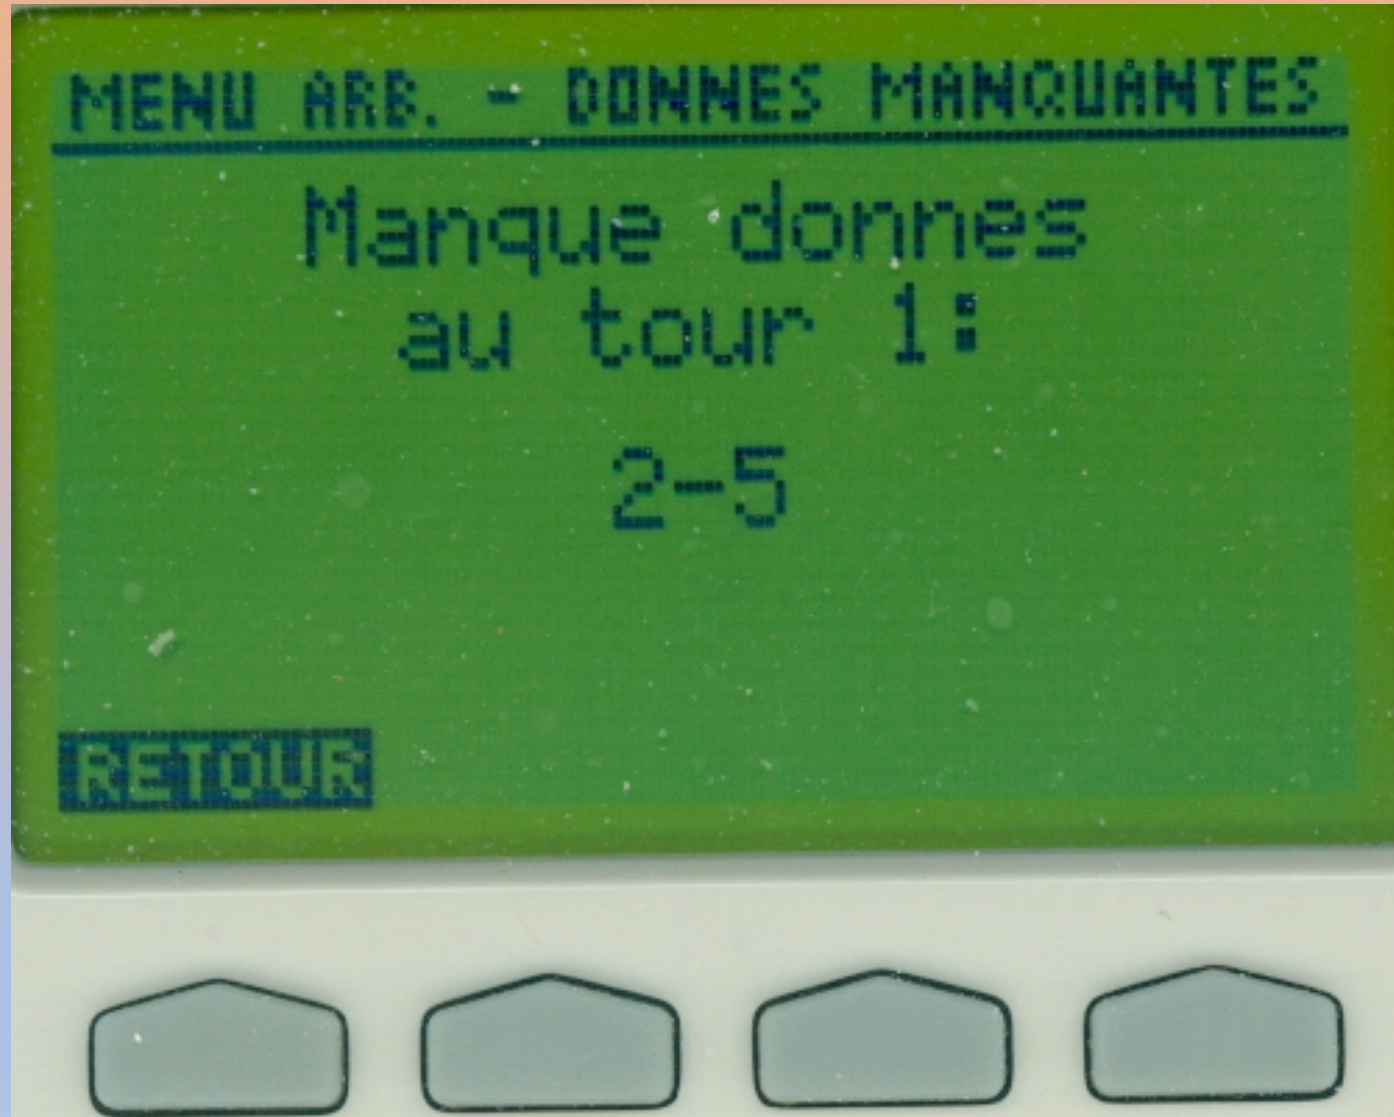 MENU ARB. - DONNES MANQUANTES
Manque donnes
au tour 1:
2-5
RETOUR